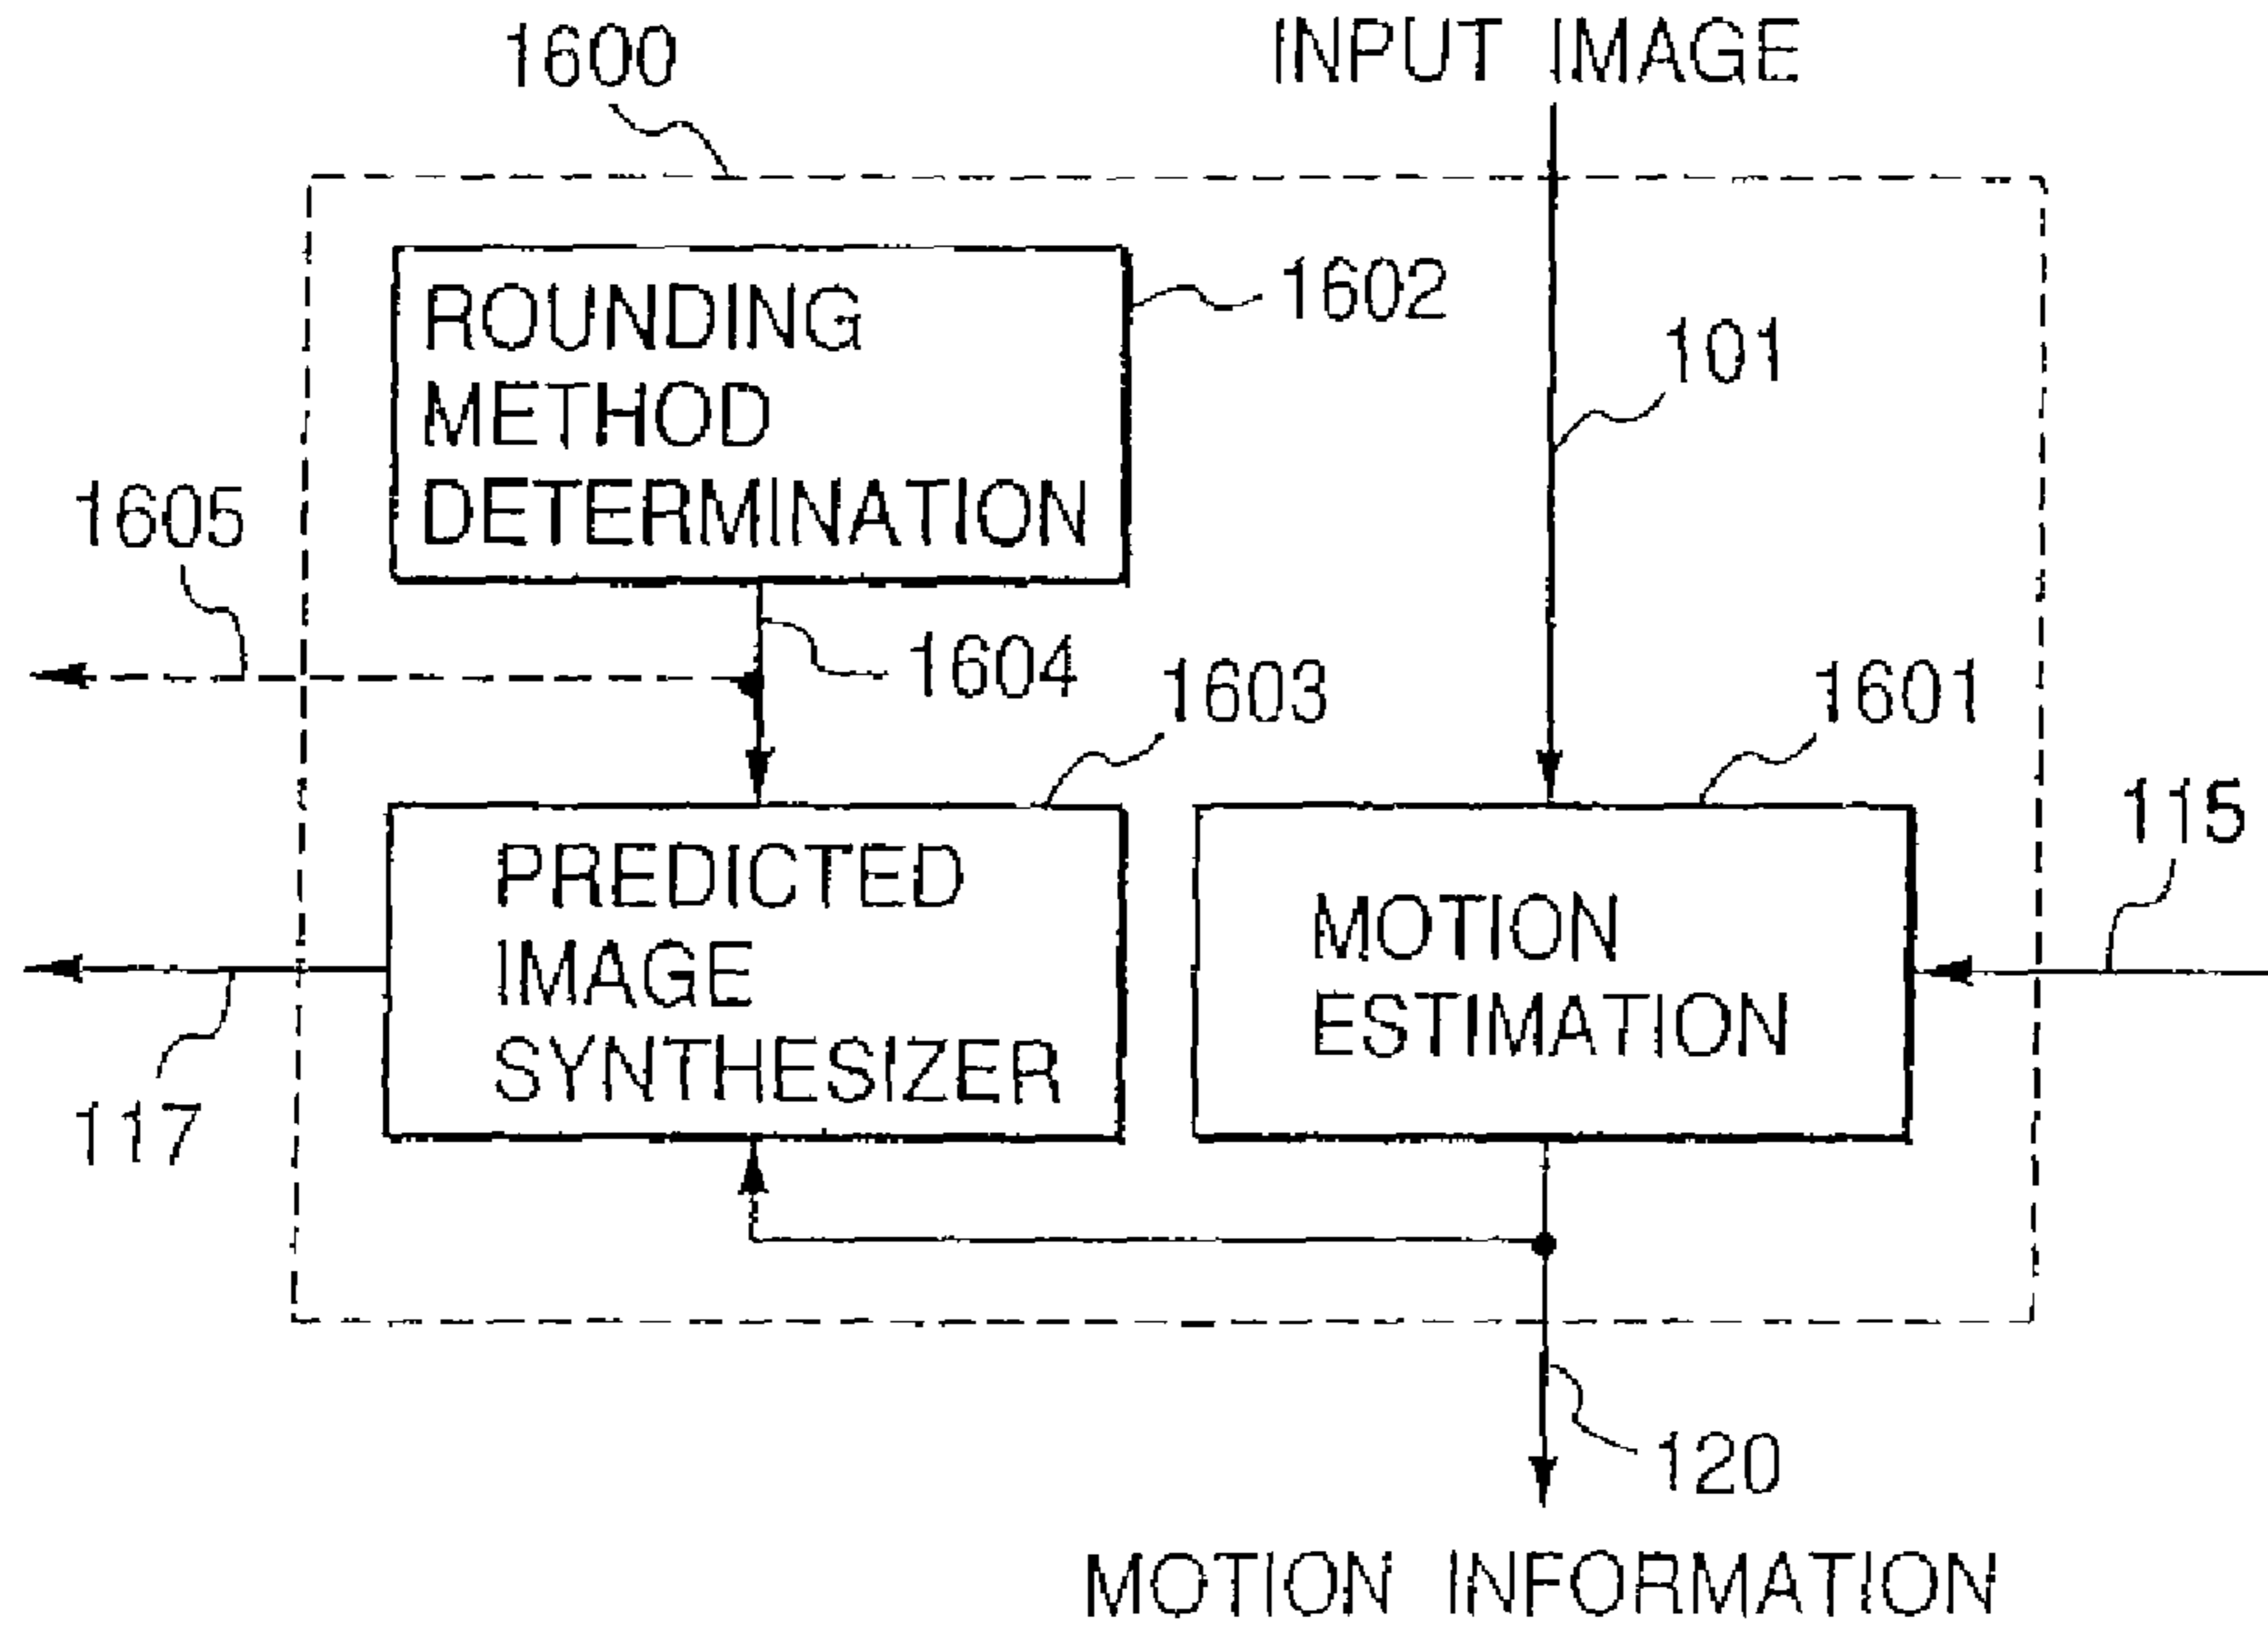 1600
INPUT IMAGE
ROUNDING
METHOD
DETERMINATION
1602
101
1605
1604
1603
1601
115
PREDICTED
IMAGE
SYNTHESIZER
MOTION
ESTIMATION
117
120
MOTION INFORMATION